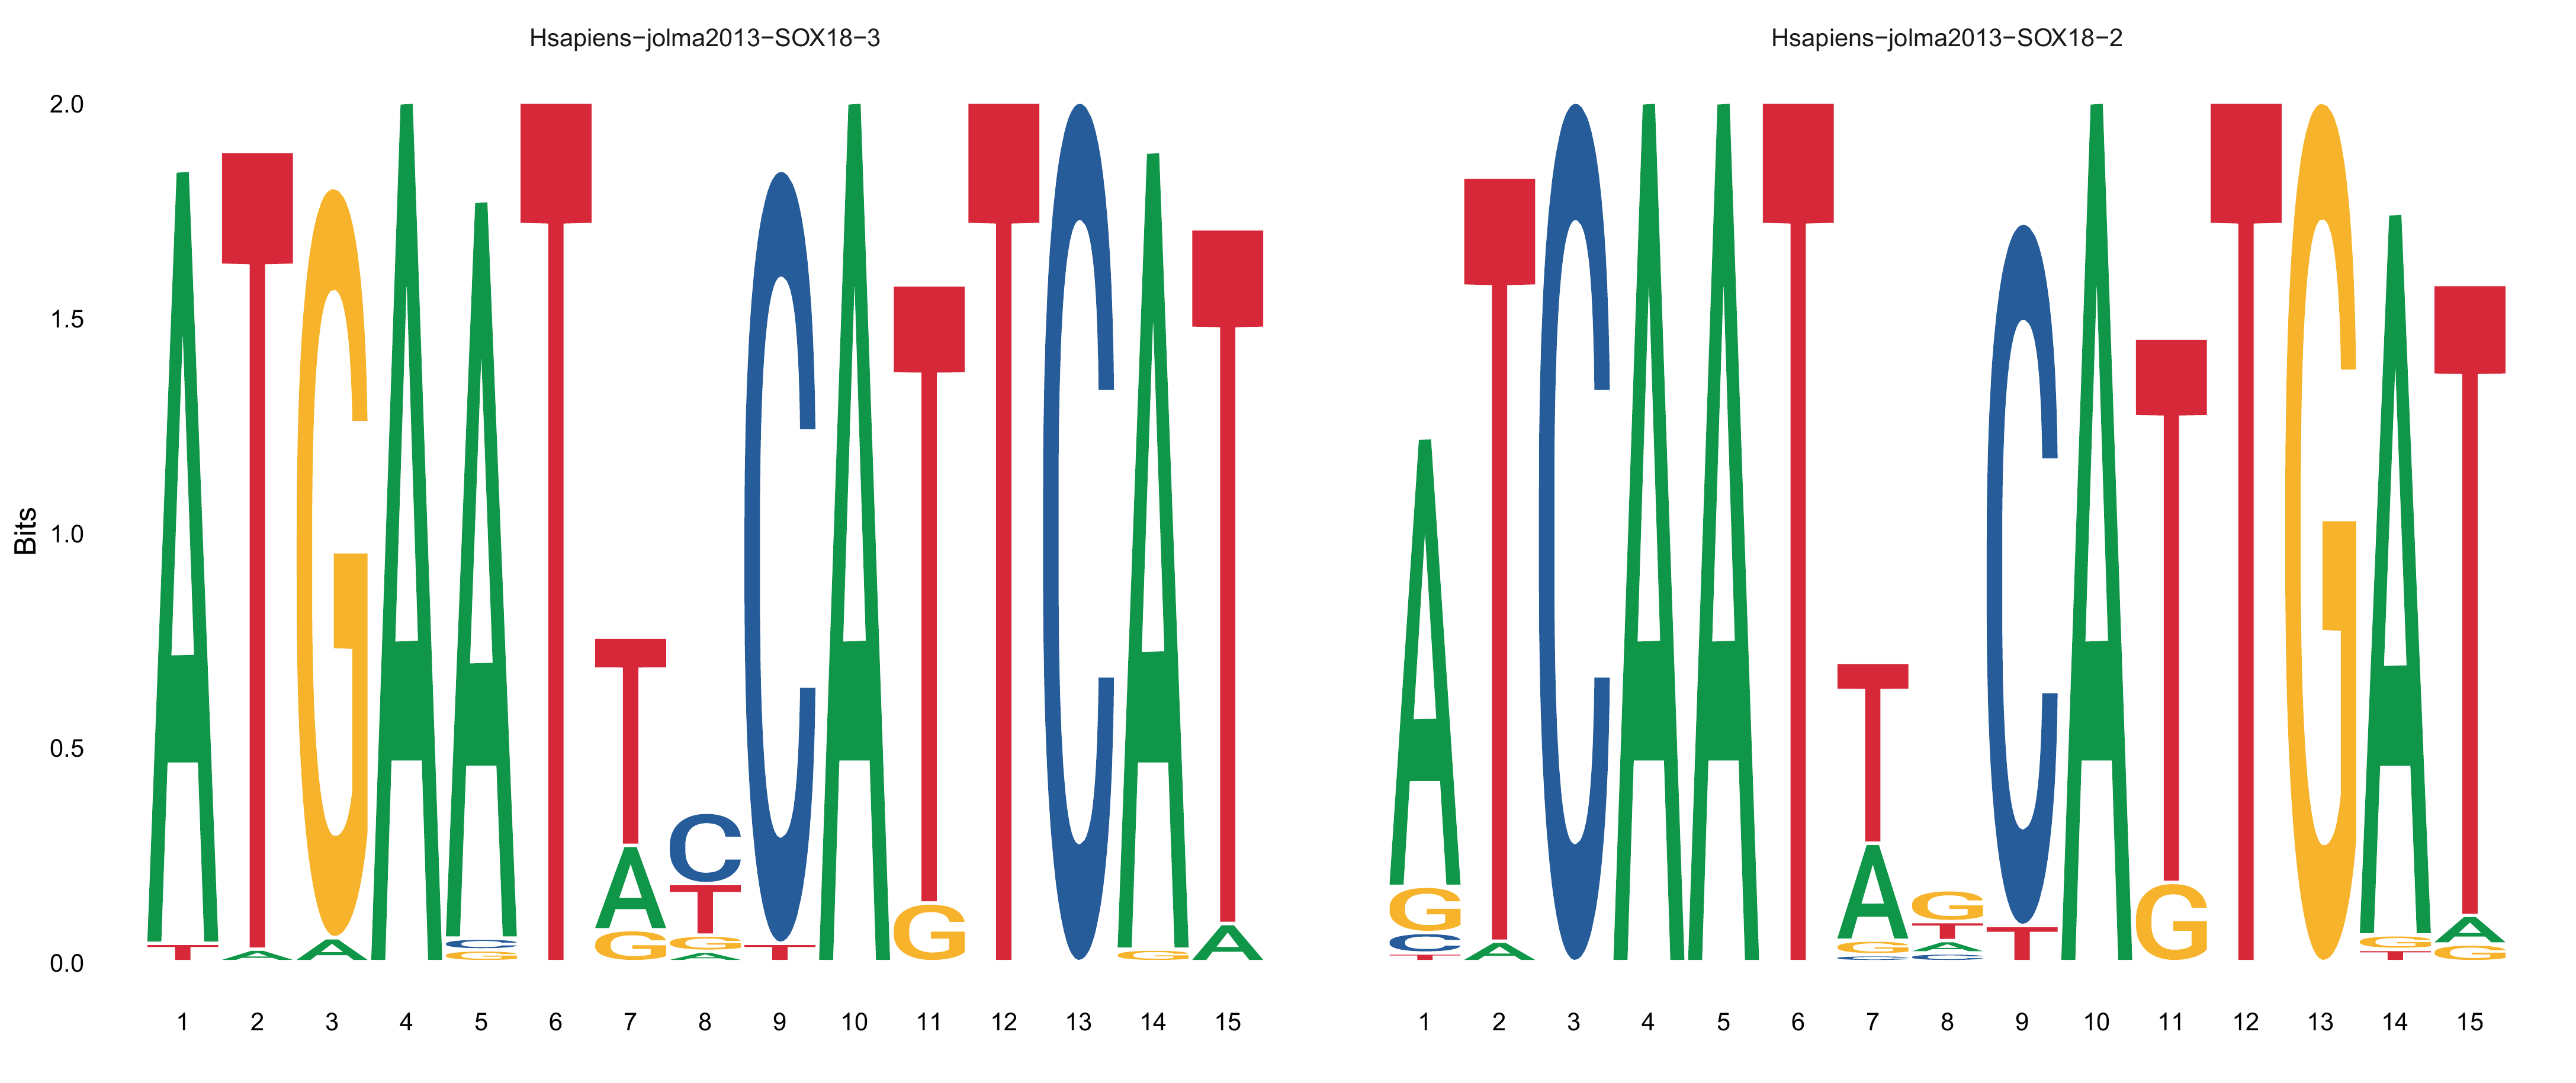 Hsapiens−jolma2013−SOX18−3 Hsapiens−jolma2013−SOX18−2
2.0
1.5
1.0
0.5
0.0
Bits
A T G A A T T C C A T T C A T
T A A C A T T G A
G G G A
A T C A A T T G C A T T G A T
G A A T T G G A
C G A T G
T C C
1 2 3 4 5 6 7 8 9 10 11 12 13 14 15 1 2 3 4 5 6 7 8 9 10 11 12 13 14 15